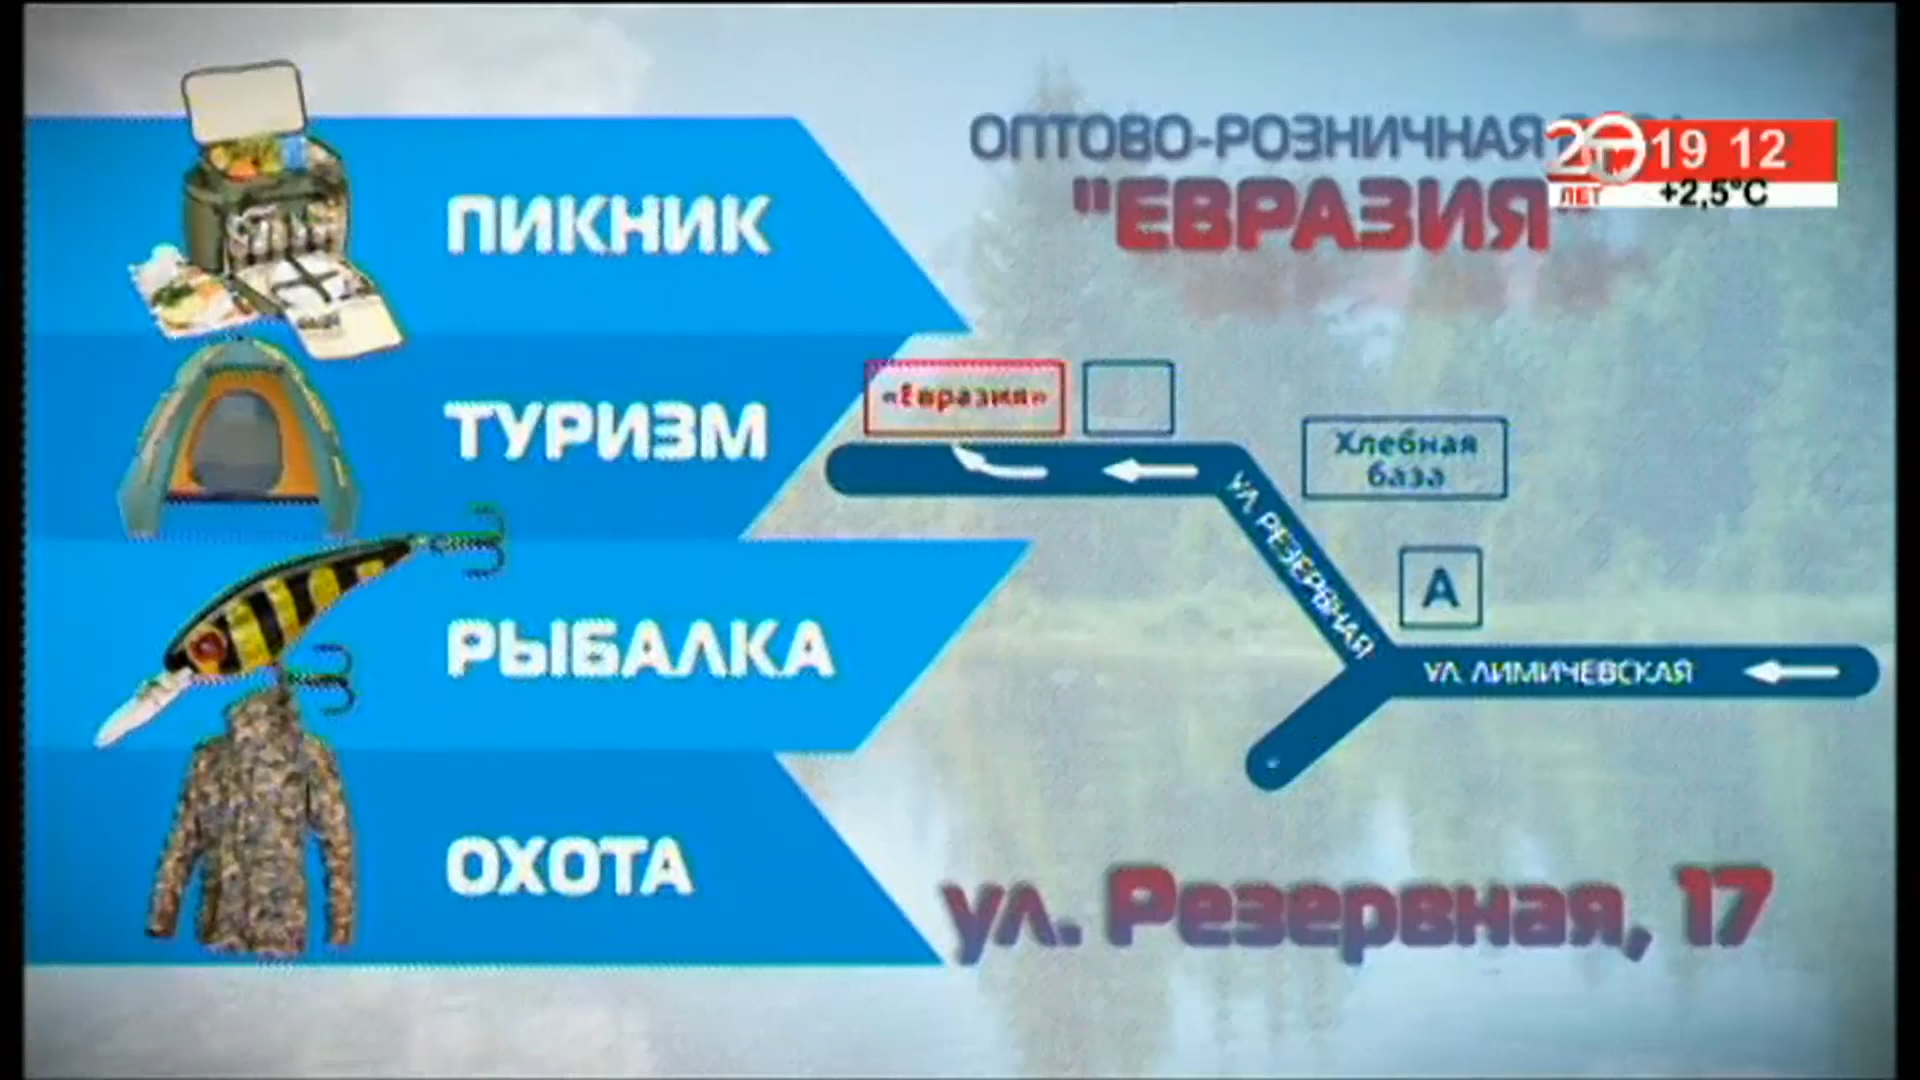 ПИКНИК
ТУРИЗМ
РЫБАЛКА
ОХОТА
ОПТОВО-РОЗНИЧНАЯ
"ЕВРАЗИЯ"
20 ЛЕТ
19 12
+2,5°C
«Евразия»
Хлебная
база
УЛ. РЕЗЕРВНАЯ
А
УЛ. ЛИМИЧЕВСКАЯ
ул. Резервная, 17